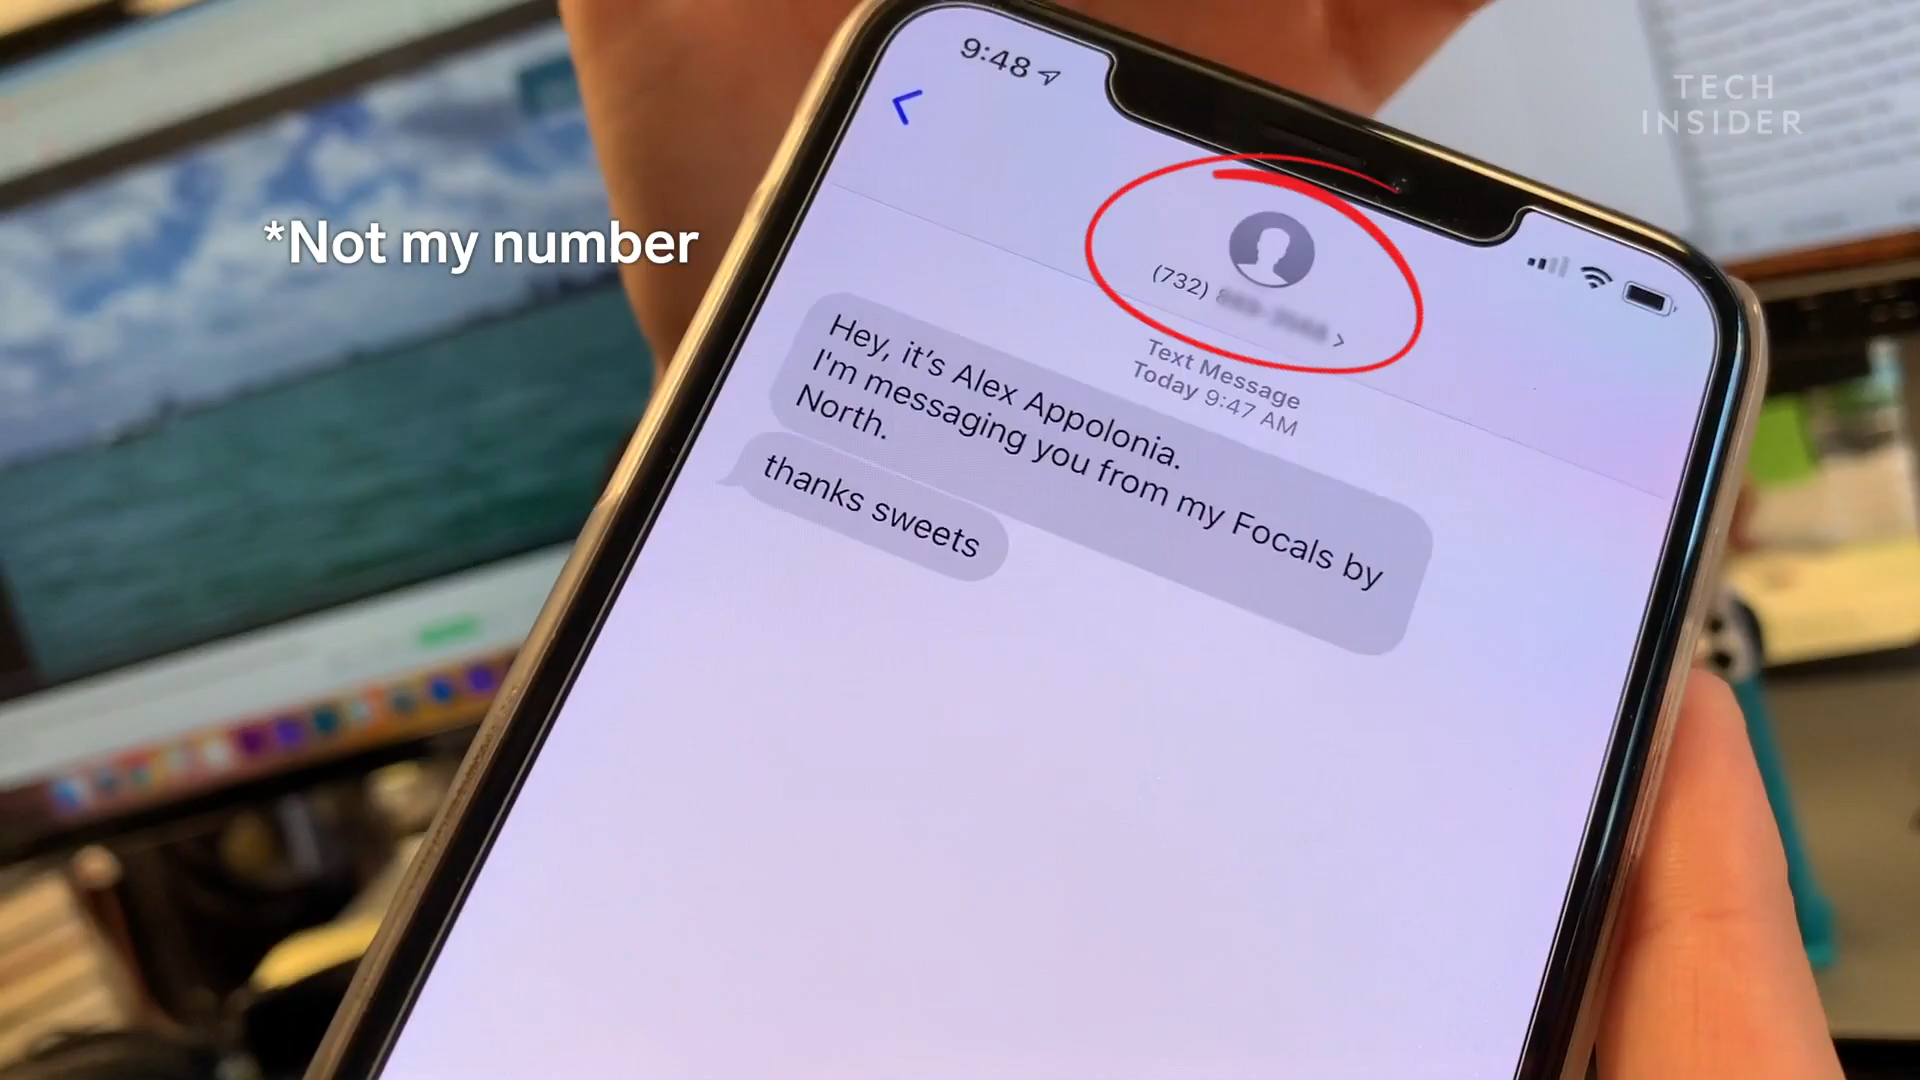 9:48
TECH
INSIDER
*Not my number
(732)
Text Message
Today 9:47 AM
Hey, it's Alex Appolonia.
I'm messaging you from my Focals by
North.
thanks sweets